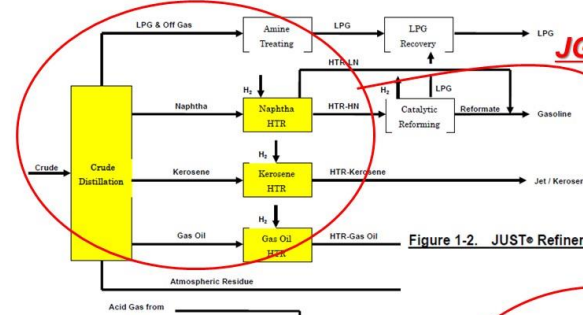 LPG & Off Gas
Amine
Treating
LPG
LPG
Recovery
LPG
HTR-LN
H2
H2
LPG
Naphtha
Naphtha
HTR
HTR-HN
Catalytic
Reforming
Reformate
Gasoline
H2
Crude
Crude
Distillation
Kerosene
Kerosene
HTR
HTR-Kerosene
Jet / Keroser
H2
Gas Oil
Gas Oil
HTR
HTR-Gas Oil
Figure 1-2. JUST® Refiner
Atmospheric Residue
Acid Gas from